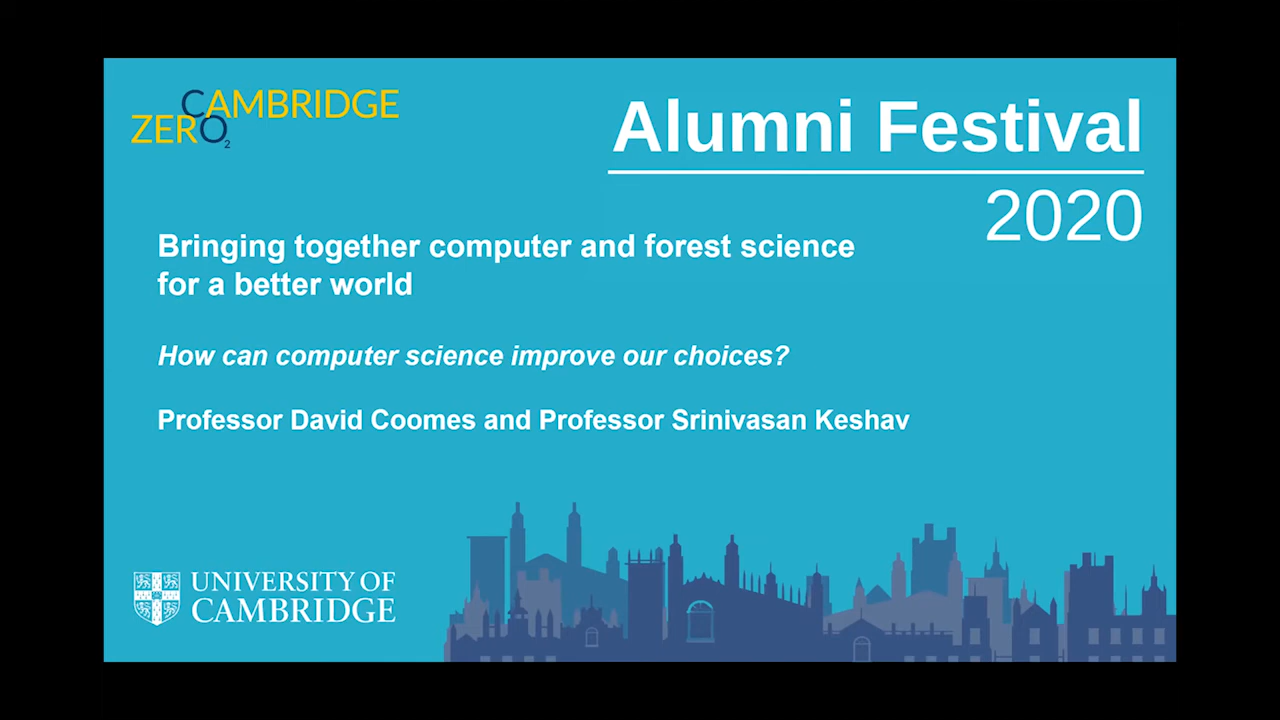 CAMBRIDGE
ZERO₂
Alumni Festival
2020
Bringing together computer and forest science
for a better world
How can computer science improve our choices?
Professor David Coomes and Professor Srinivasan Keshav
UNIVERSITY OF
CAMBRIDGE